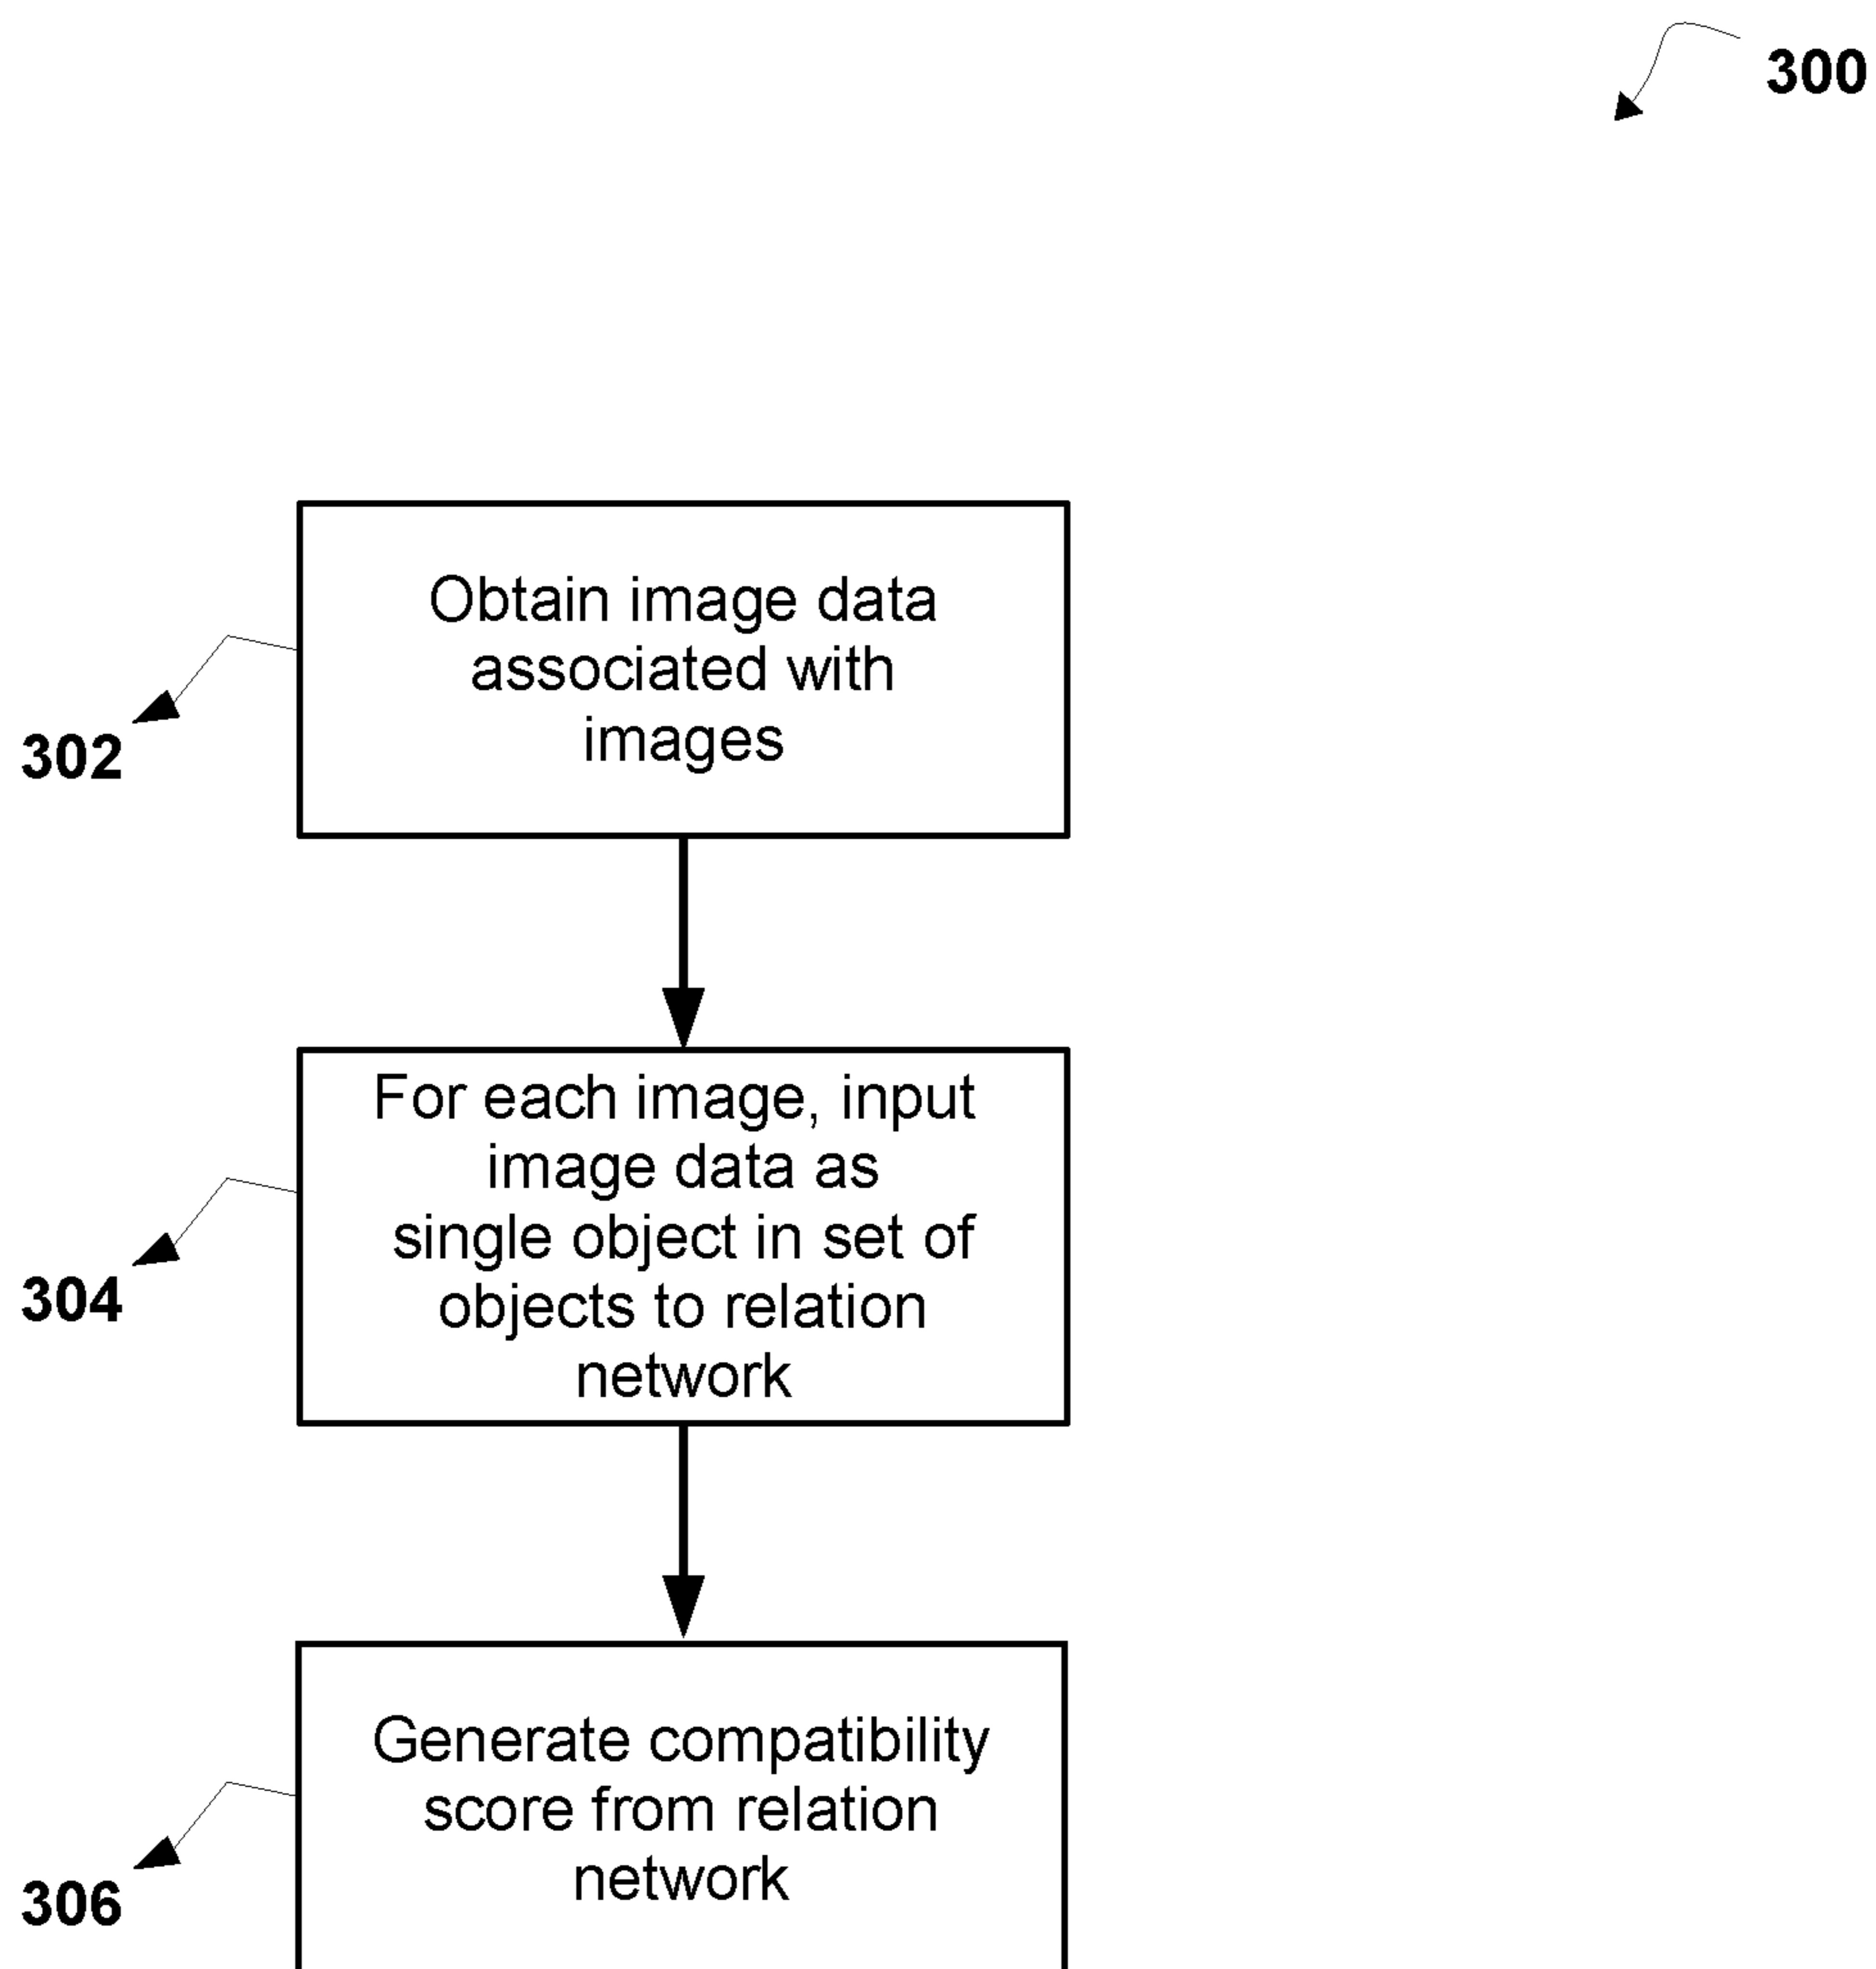 300
Obtain image data
associated with
images
302
For each image, input
image data as
single object in set of
objects to relation
network
304
Generate compatibility
score from relation
network
306